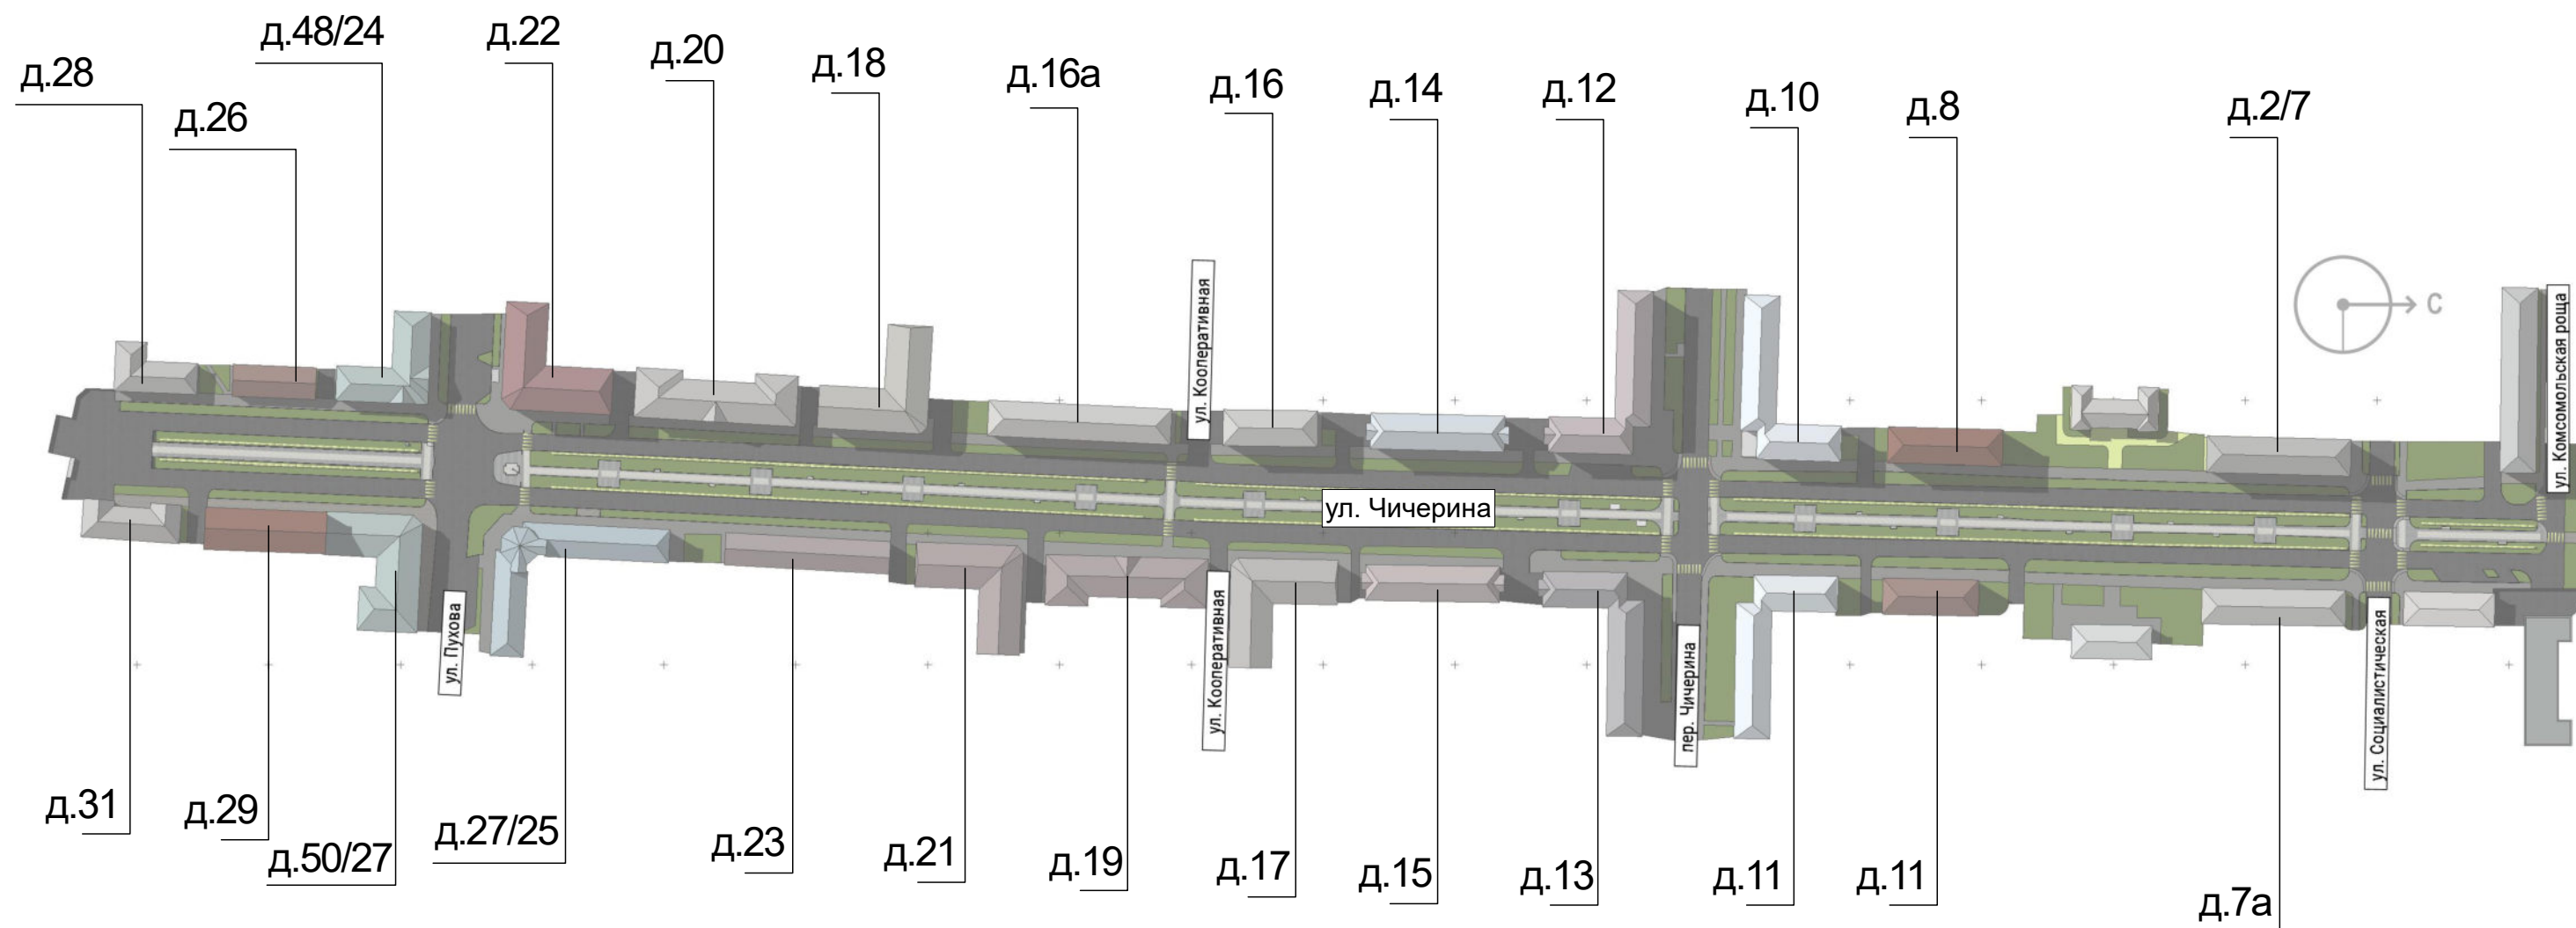 д.28
д.48/24
д.26
д.22
д.20
д.18
д.16а
д.16
д.14
д.12
д.10
д.8
д.2/7
ул. Кооперативная
С
ул. Комсомольская роща
ул. Чичерина
ул. Пухова
ул. Кооперативная
пер. Чичерина
ул. Социалистическая
д.31
д.29
д.50/27
д.27/25
д.23
д.21
д.19
д.17
д.15
д.13
д.11
д.11
д.7а